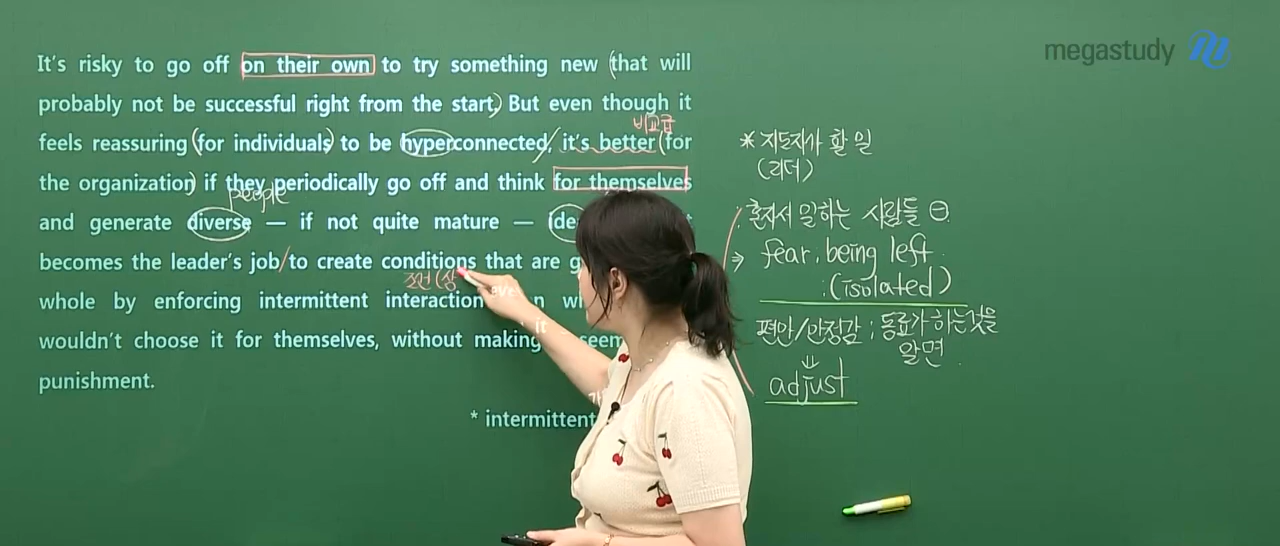 megastudy
It's risky to go off on their own to try something new (that will
probably not be successful right from the start,) But even though it
비교급
feels reassuring (for individuals) to be hyperconnected, / it's better (for
the organization) if they periodically go off and think for themselves
people
and generate diverse — if not quite mature —
becomes the leader's job / to create conditions that are
조건(상
whole by enforcing intermittent interaction
wouldn't choose it for themselves, without making it seem
punishment.
* intermittent
* 지도자가 할 일
(리더)
: 혼자서 일하는 사람들 ⊖.
⇒ fear : being left
: (isolated)
편안/안정감 ; 동료가 하는것을
알면
⇓
adjust